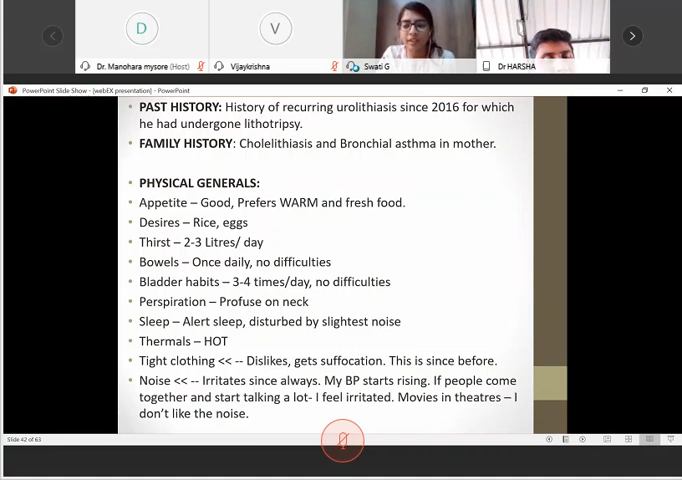 D
V
Dr. Manohara mysore (Host)
Vijaykrishna
Swati G
Dr HARSHA
PowerPoint Slide Show - [webEX presentation] - PowerPoint
• PAST HISTORY: History of recurring urolithiasis since 2016 for which
he had undergone lithotripsy.
• FAMILY HISTORY: Cholelithiasis and Bronchial asthma in mother.
• PHYSICAL GENERALS:
• Appetite – Good, Prefers WARM and fresh food.
• Desires – Rice, eggs
• Thirst – 2-3 Litres/ day
• Bowels – Once daily, no difficulties
• Bladder habits – 3-4 times/day, no difficulties
• Perspiration – Profuse on neck
• Sleep – Alert sleep, disturbed by slightest noise
• Thermals – HOT
• Tight clothing << -- Dislikes, gets suffocation. This is since before.
• Noise << -- Irritates since always. My BP starts rising. If people come
together and start talking a lot- I feel irritated. Movies in theatres – I
don't like the noise.
Slide 42 of 63